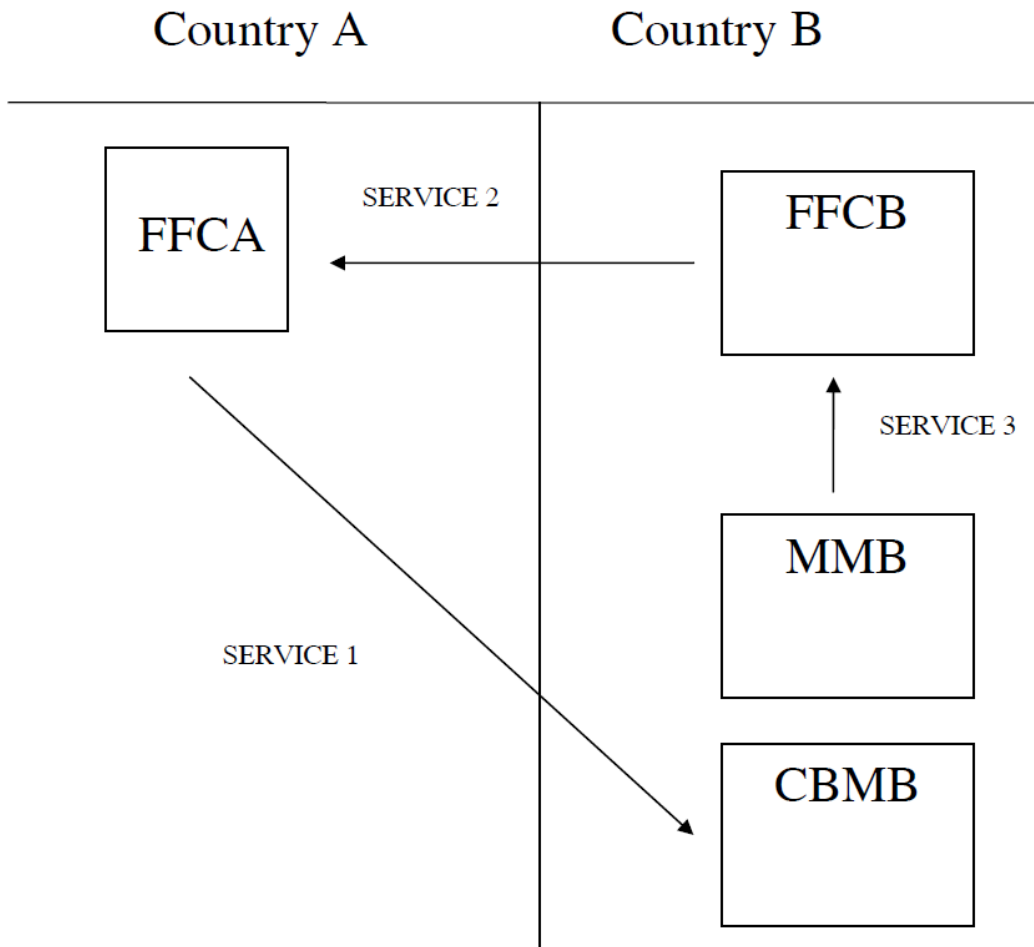 Country A
Country B
SERVICE 2
FFCA
FFCB
SERVICE 3
MMB
SERVICE 1
CBMB